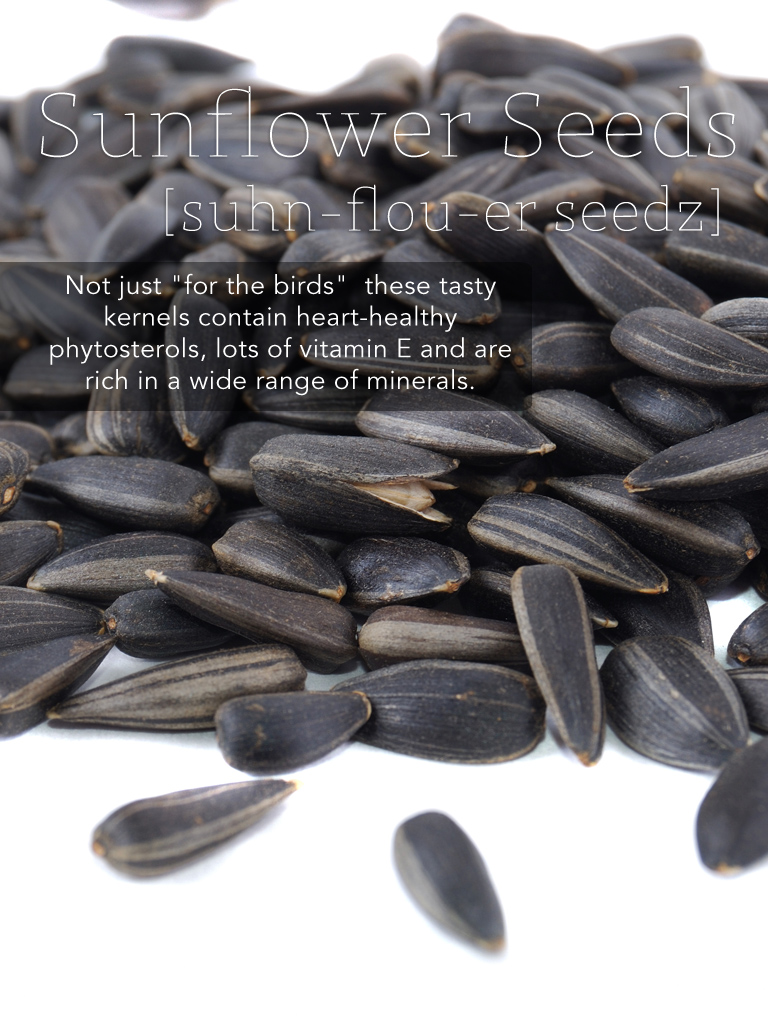 Sunflower Seeds
[suhn-flou-er seedz]
Not just "for the birds"  these tasty
kernels contain heart-healthy
phytosterols, lots of vitamin E and are
rich in a wide range of minerals.